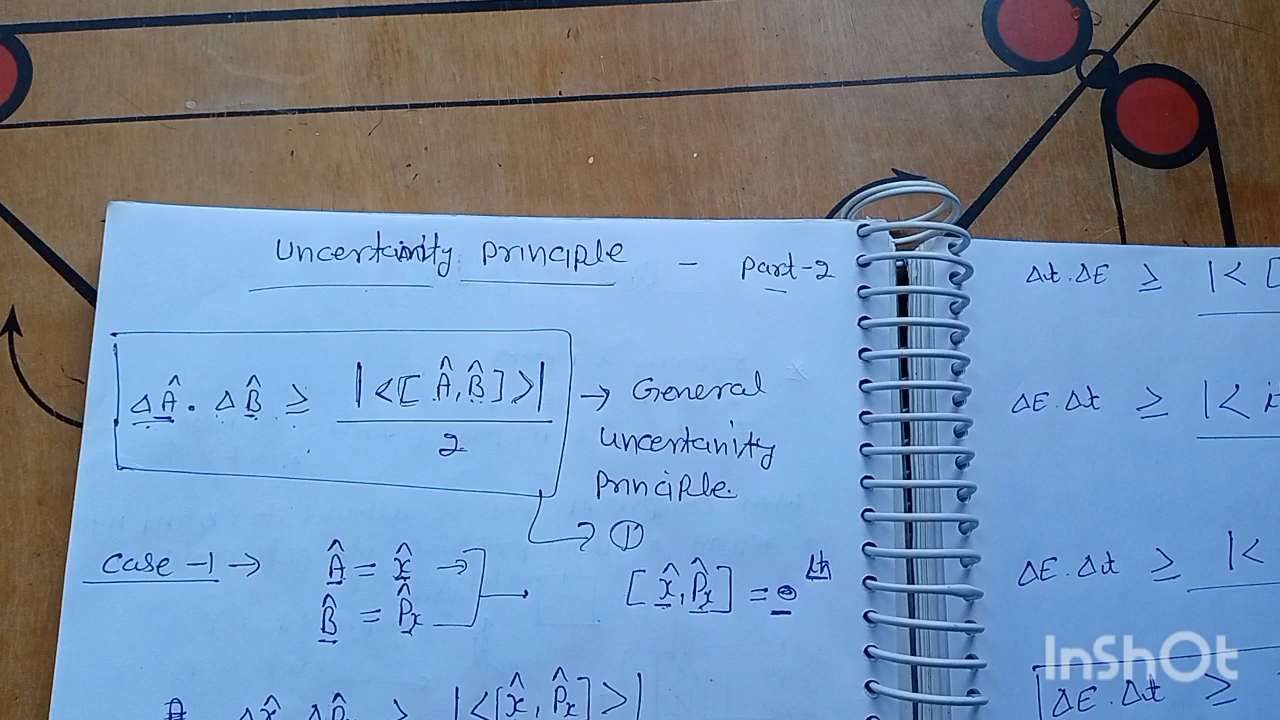 Uncertainity Principle - Part-2
ΔÂ. ΔB̂ ≥ |<[Â,B̂]>| / 2 → General
Uncertainity
Principle
→ ①
Case-1 → Â = x̂ →
B̂ = P̂x → [x̂,P̂x] = iħ
Δx̂ ΔP̂ ≥ |<[x̂,P̂x]>|
Δt.ΔE ≥ |<[
ΔE.Δt ≥ |<i
ΔE.Δt ≥ |<
|ΔE.Δt ≥
InShOt